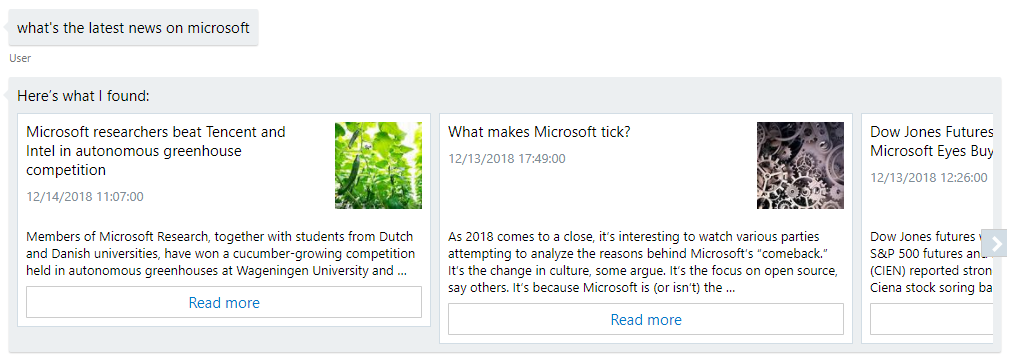 what's the latest news on microsoft
User
Here's what I found:
Microsoft researchers beat Tencent and
Intel in autonomous greenhouse
competition
12/14/2018 11:07:00
Members of Microsoft Research, together with students from Dutch
and Danish universities, have won a cucumber-growing competition
held in autonomous greenhouses at Wageningen University and ...
Read more
What makes Microsoft tick?
12/13/2018 17:49:00
As 2018 comes to a close, it's interesting to watch various parties
attempting to analyze the reasons behind Microsoft's “comeback.”
It's the change in culture, some argue. It's the focus on open source,
say others. It's because Microsoft is (or isn't) the ...
Read more
Dow Jones Futures
Microsoft Eyes Buy
12/13/2018 12:26:00
Dow Jones futures
S&P 500 futures and
(CIEN) reported stron
Ciena stock soring ba